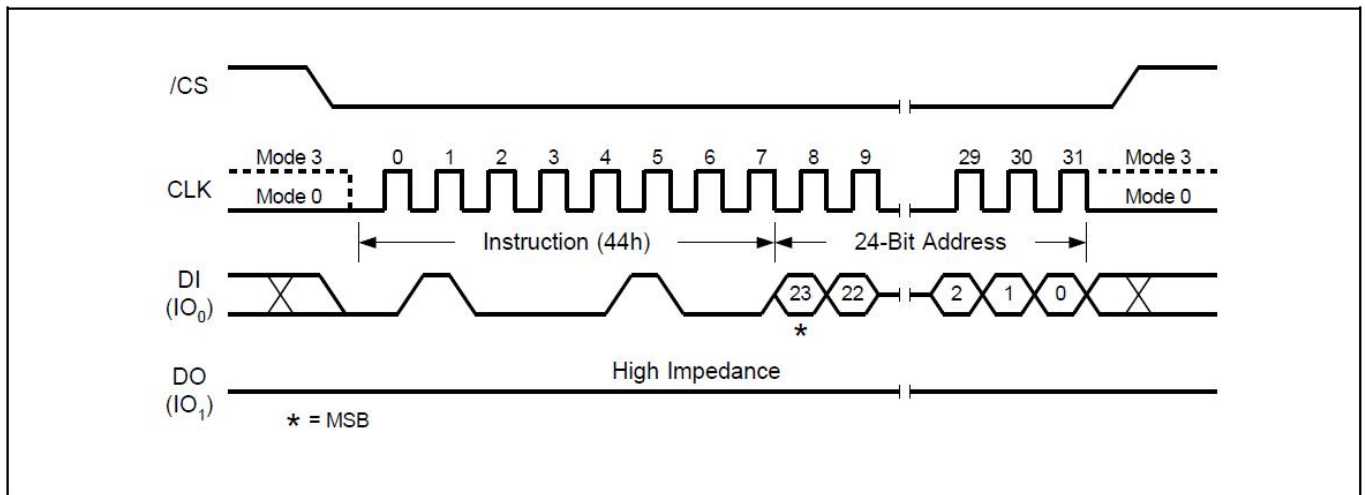 /CS
Mode 3 0 1 2 3 4 5 6 7 8 9 29 30 31 Mode 3
CLK
Mode 0 Mode 0
Instruction (44h) 24-Bit Address
DI
(IO₀)
23 22 2 1 0
*
High Impedance
DO
(IO₁)
* = MSB